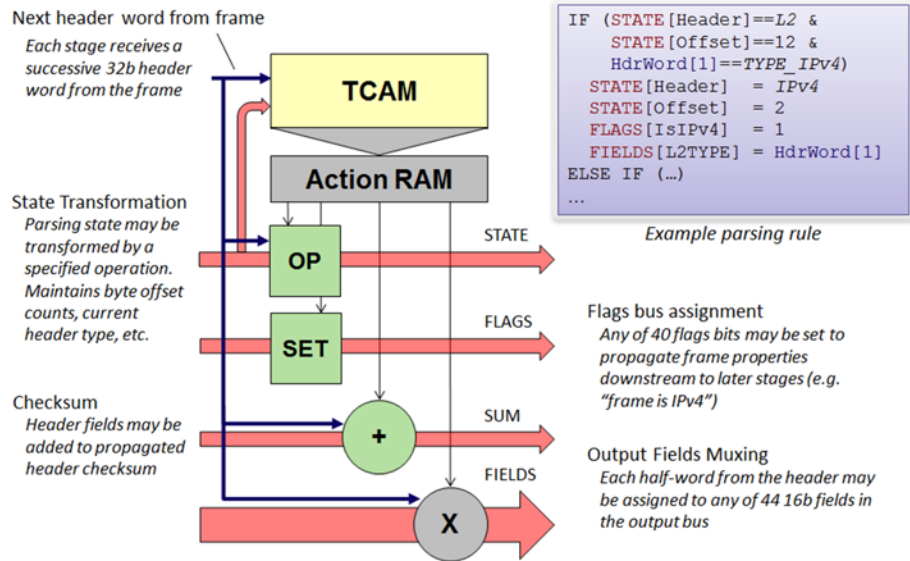 Next header word from frame
Each stage receives a
successive 32b header
word from the frame
TCAM
Action RAM
IF (STATE[Header]==L2 &
STATE[Offset]==12 &
HdrWord[1]==TYPE_IPv4)
STATE[Header] = IPv4
STATE[Offset] = 2
FLAGS[IsIPv4] = 1
FIELDS[L2TYPE] = HdrWord[1]
ELSE IF (…)
…
Example parsing rule
State Transformation
Parsing state may be
transformed by a
specified operation.
Maintains byte offset
counts, current
header type, etc.
OP
STATE
SET
FLAGS
Flags bus assignment
Any of 40 flags bits may be set to
propagate frame properties
downstream to later stages (e.g.
“frame is IPv4”)
Checksum
Header fields may be
added to propagated
header checksum
+
SUM
FIELDS
X
Output Fields Muxing
Each half-word from the header may
be assigned to any of 44 16b fields in
the output bus